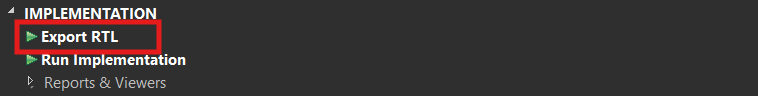 IMPLEMENTATION
Export RTL
Run Implementation
Reports & Viewers